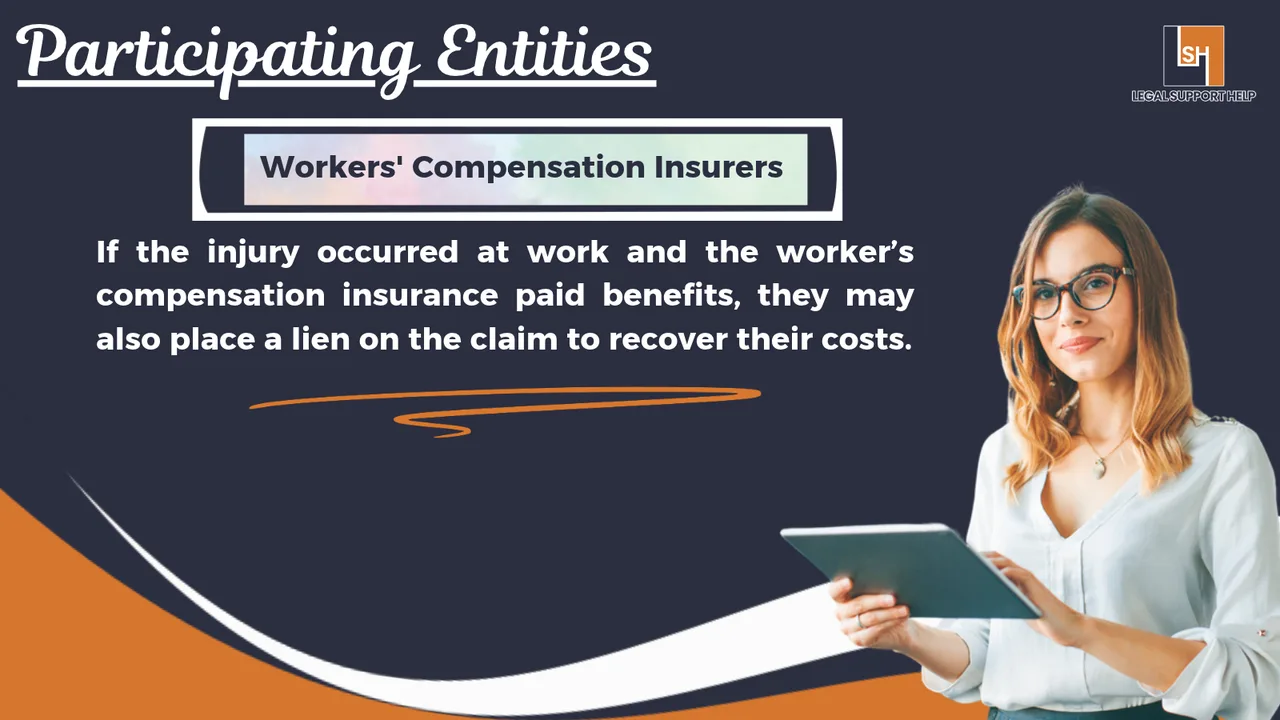 Participating Entities
LSH
LEGAL SUPPORT HELP
Workers' Compensation Insurers
If the injury occurred at work and the worker’s
compensation insurance paid benefits, they may
also place a lien on the claim to recover their costs.